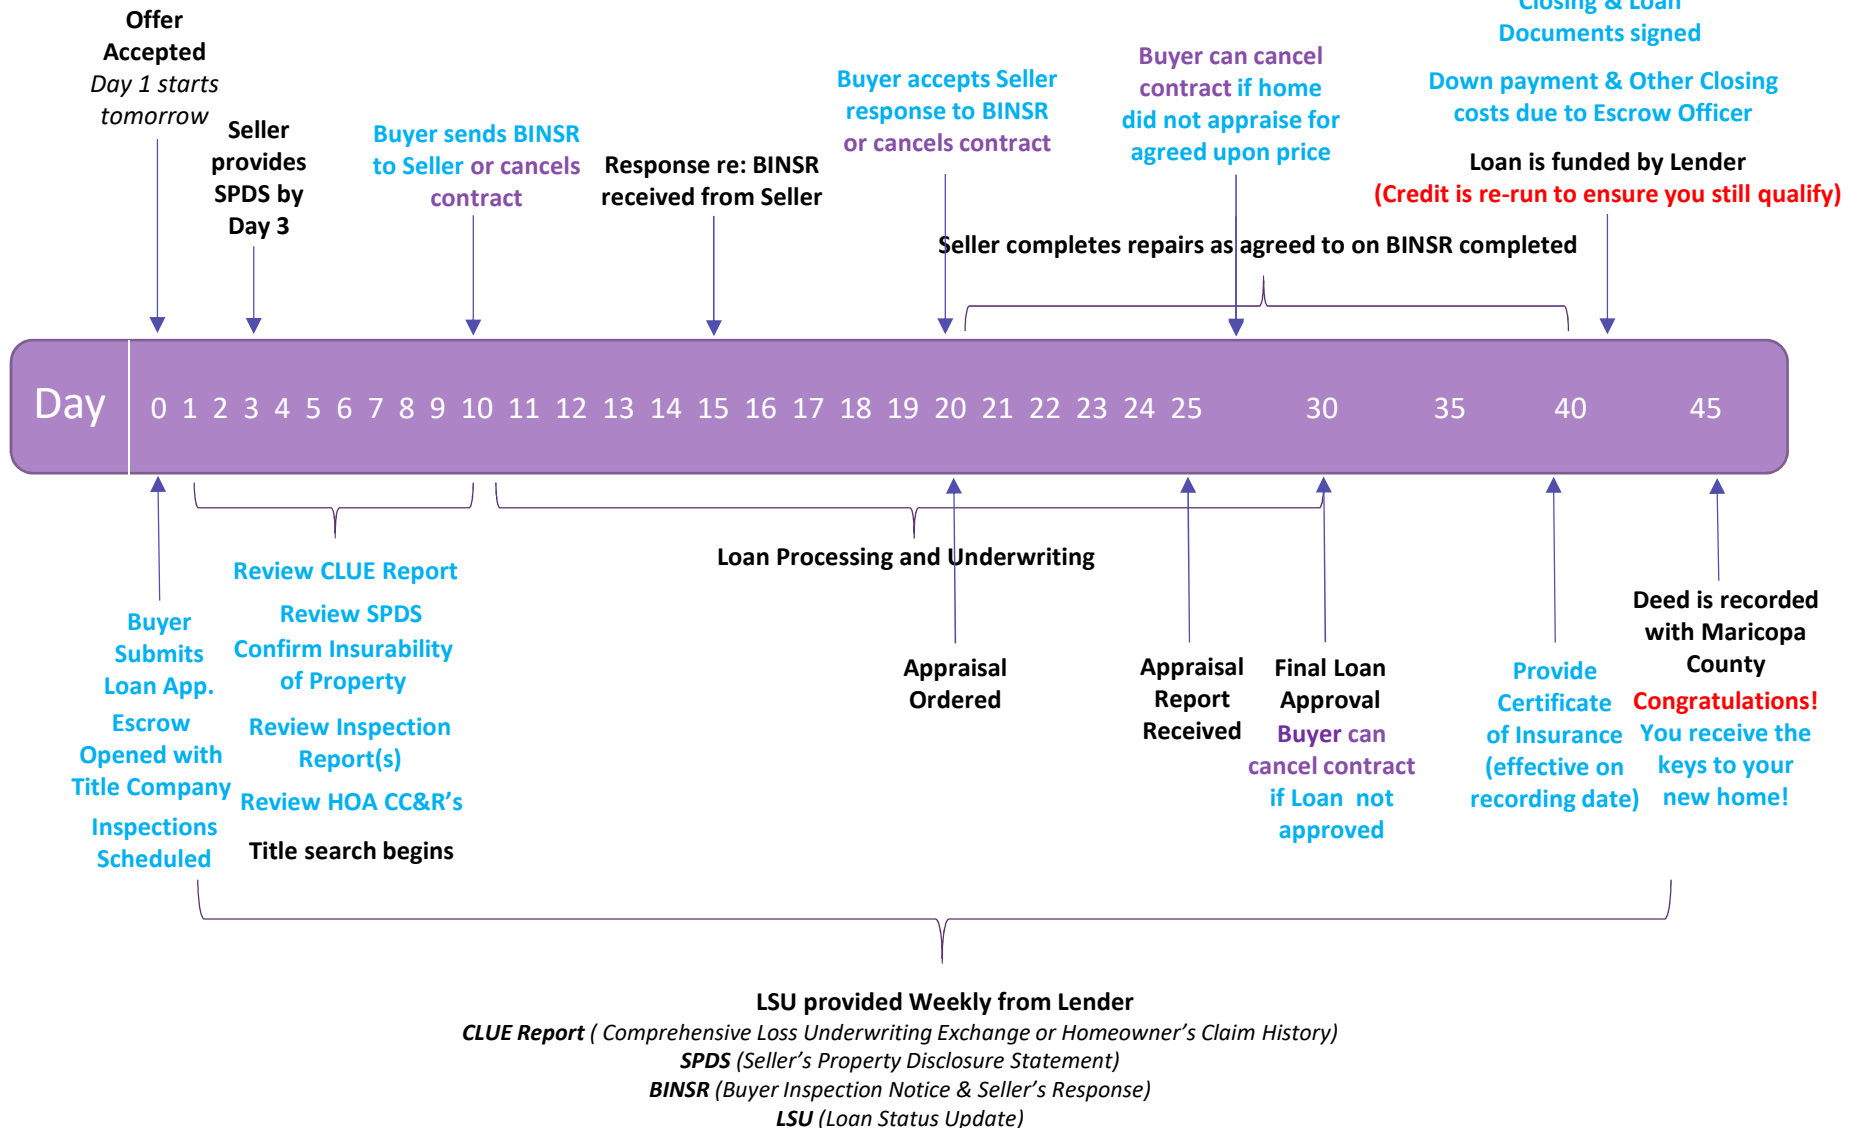 Offer
Accepted
Day 1 starts
tomorrow
Seller
provides
SPDS by
Day 3
Buyer sends BINSR
to Seller or cancels
contract
Response re: BINSR
received from Seller
Buyer accepts Seller
response to BINSR
or cancels contract
Buyer can cancel
contract if home
did not appraise for
agreed upon price
Closing & Loan
Documents signed
Down payment & Other Closing
costs due to Escrow Officer
Loan is funded by Lender
(Credit is re-run to ensure you still qualify)
Seller completes repairs as agreed to on BINSR completed
Day 0 1 2 3 4 5 6 7 8 9 10 11 12 13 14 15 16 17 18 19 20 21 22 23 24 25 30 35 40 45
Buyer
Submits
Loan App.
Escrow
Opened with
Title Company
Inspections
Scheduled
Review CLUE Report
Review SPDS
Confirm Insurability
of Property
Review Inspection
Report(s)
Review HOA CC&R's
Title search begins
Loan Processing and Underwriting
Appraisal
Ordered
Appraisal
Report
Received
Final Loan
Approval
Buyer can
cancel contract
if Loan not
approved
Provide
Certificate
of Insurance
(effective on
recording date)
Deed is recorded
with Maricopa
County
Congratulations!
You receive the
keys to your
new home!
LSU provided Weekly from Lender
CLUE Report ( Comprehensive Loss Underwriting Exchange or Homeowner's Claim History)
SPDS (Seller's Property Disclosure Statement)
BINSR (Buyer Inspection Notice & Seller's Response)
LSU (Loan Status Update)